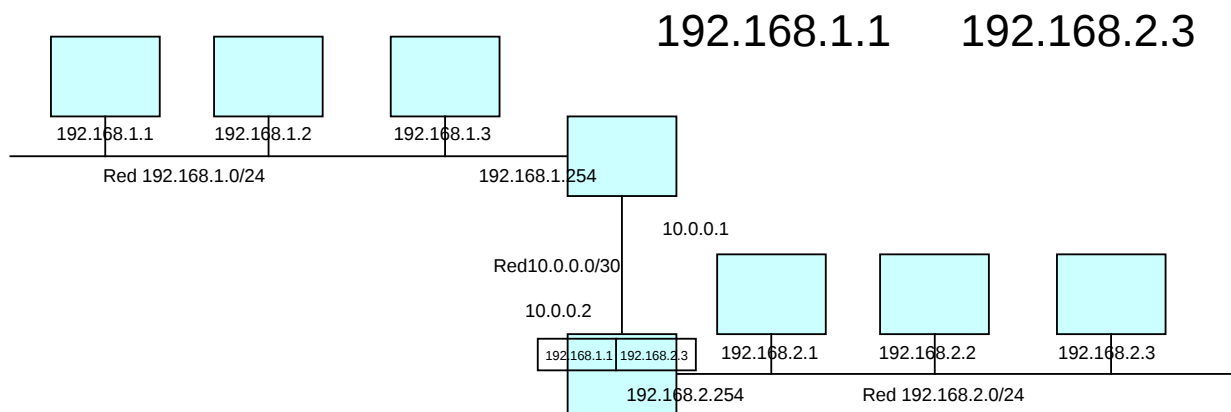 192.168.1.1 192.168.2.3
192.168.1.1 192.168.1.2 192.168.1.3
Red 192.168.1.0/24 192.168.1.254
10.0.0.1
Red10.0.0.0/30
10.0.0.2
192.168.1.1 192.168.2.3 192.168.2.1 192.168.2.2 192.168.2.3
192.168.2.254 Red 192.168.2.0/24